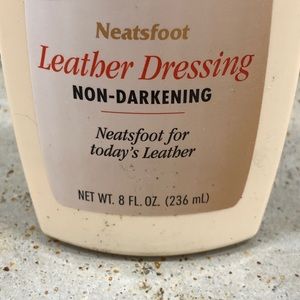 Neatsfoot
Leather Dressing
NON-DARKENING
Neatsfoot for
today's Leather
NET WT. 8 FL. OZ. (236 mL)